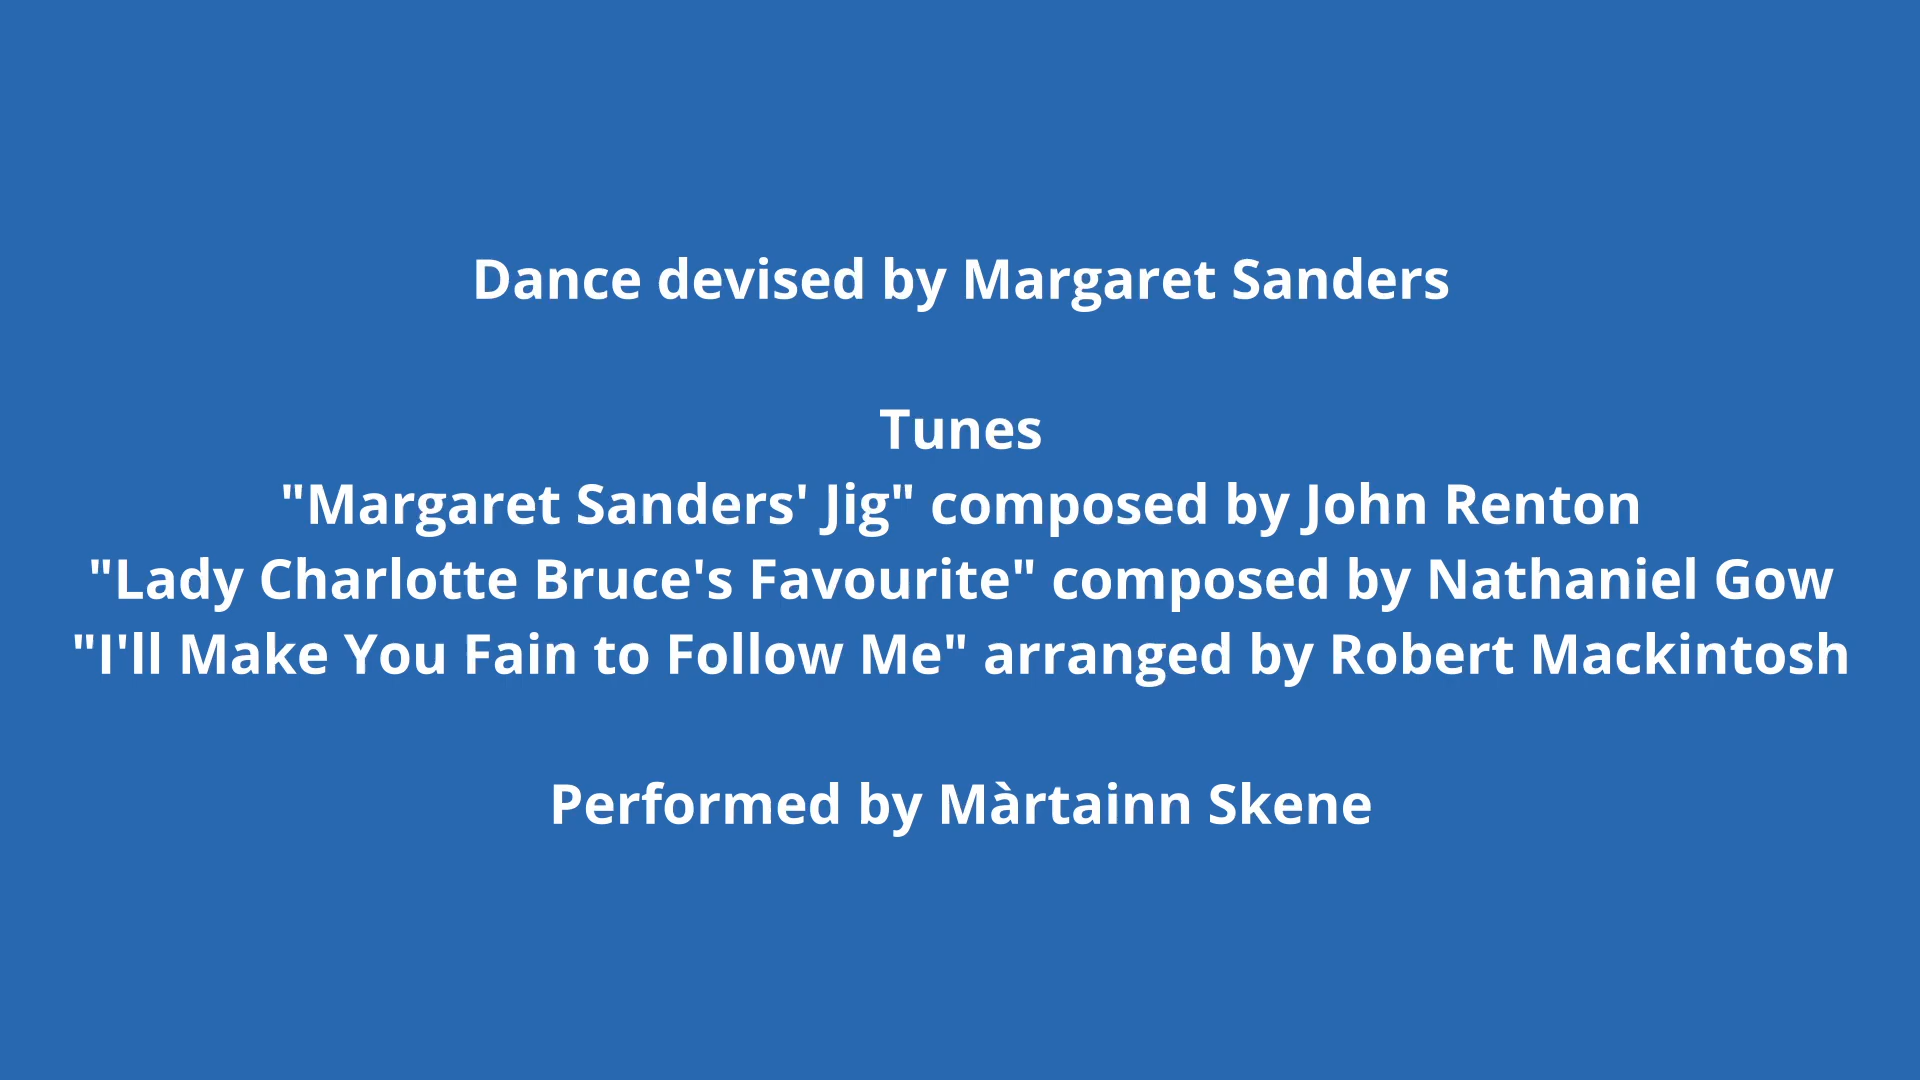 Dance devised by Margaret Sanders
Tunes
"Margaret Sanders' Jig" composed by John Renton
"Lady Charlotte Bruce's Favourite" composed by Nathaniel Gow
"I'll Make You Fain to Follow Me" arranged by Robert Mackintosh
Performed by Màrtainn Skene